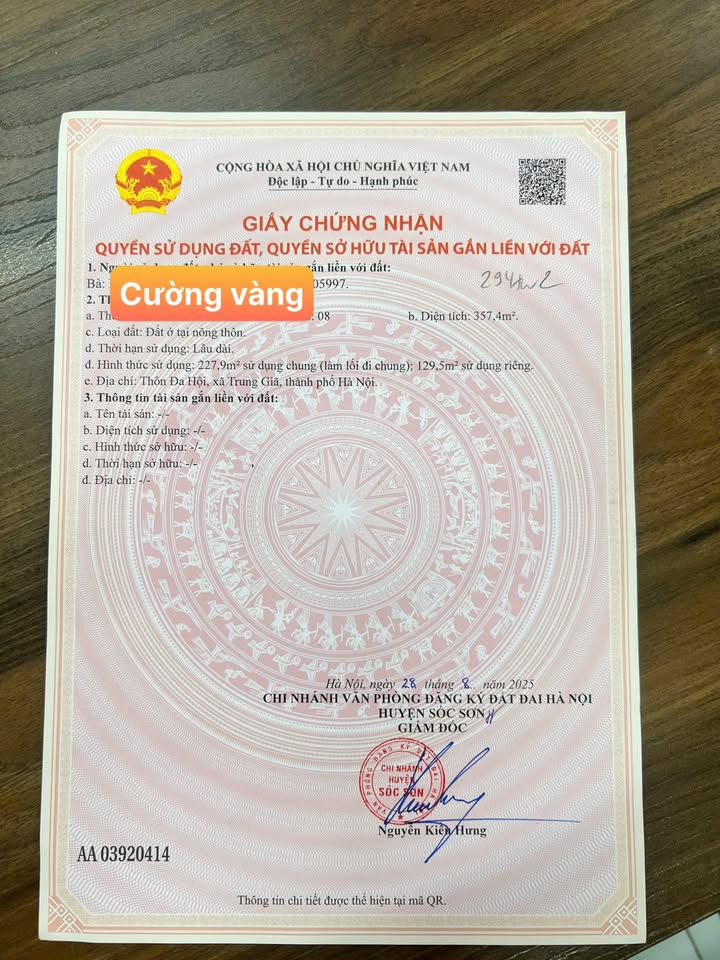 CỘNG HÒA XÃ HỘI CHỦ NGHĨA VIỆT NAM
Độc lập - Tự do - Hạnh phúc
GIẤY CHỨNG NHẬN
QUYỀN SỬ DỤNG ĐẤT, QUYỀN SỞ HỮU TÀI SẢN GẮN LIỀN VỚI ĐẤT
1. gắn liền với đất:
Bà: 05997.
Cường vàng
2.
a. : 08 b. Diện tích: 357,4m².
c. Loại đất: Đất ở tại nông thôn.
d. Thời hạn sử dụng: Lâu dài.
đ. Hình thức sử dụng: 227,9m² sử dụng chung (làm lối đi chung); 129,5m² sử dụng riêng.
e. Địa chỉ: Thôn Đa Hội, xã Trung Giã, thành phố Hà Nội.
3. Thông tin tài sản gắn liền với đất:
a. Tên tài sản: -/-
b. Diện tích sử dụng: -/-
c. Hình thức sở hữu: -/-
d. Thời hạn sở hữu: -/-
đ. Địa chỉ: -/-
Hà Nội, ngày 28 tháng 8 năm 2025
CHI NHÁNH VĂN PHÒNG ĐĂNG KÝ ĐẤT ĐAI HÀ NỘI
HUYỆN SÓC SƠN
GIÁM ĐỐC
VĂN PHÒNG ĐĂNG KÝ ĐẤT ĐAI HÀ
CHI NHÁNH
HUYỆN
SÓC SƠN
Nguyễn Kiên Hưng
AA 03920414
Thông tin chi tiết được thể hiện tại mã QR.